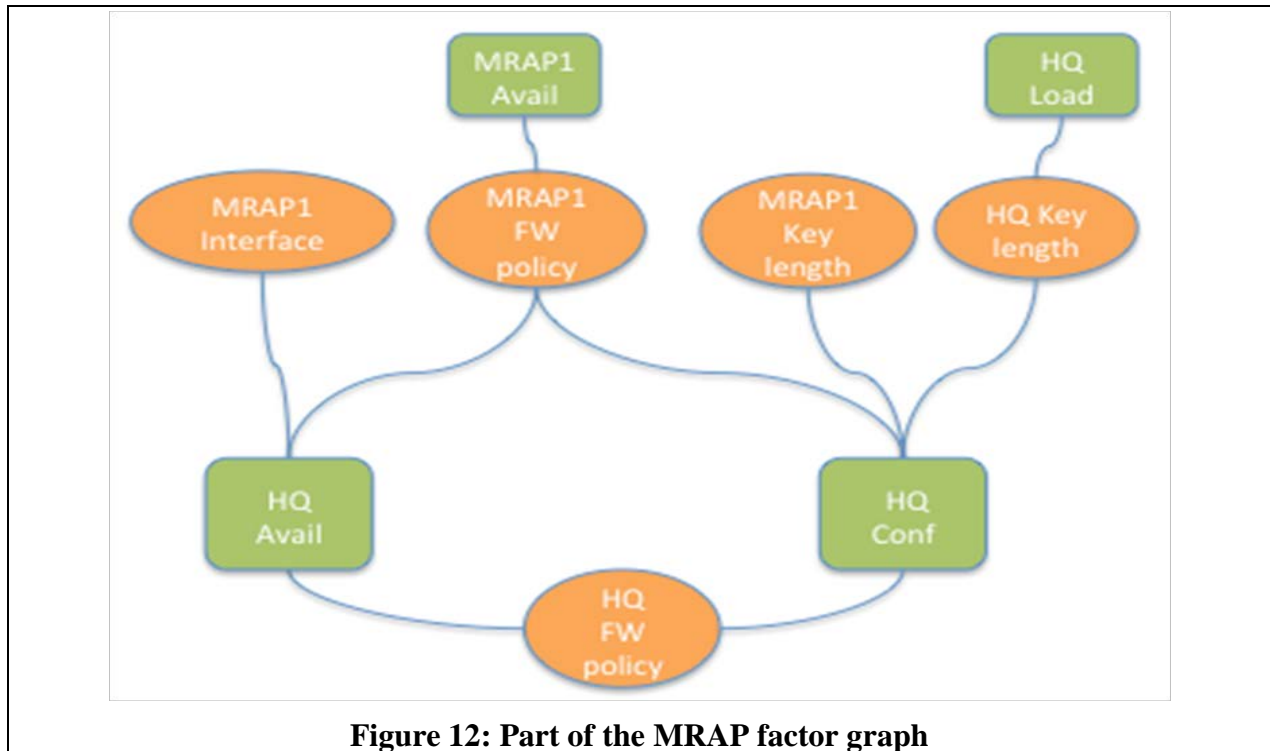 MRAP1
Avail
HQ
Load
MRAP1
Interface
MRAP1
FW
policy
MRAP1
Key
length
HQ Key
length
HQ
Avail
HQ
Conf
HQ
FW
policy
Figure 12: Part of the MRAP factor graph